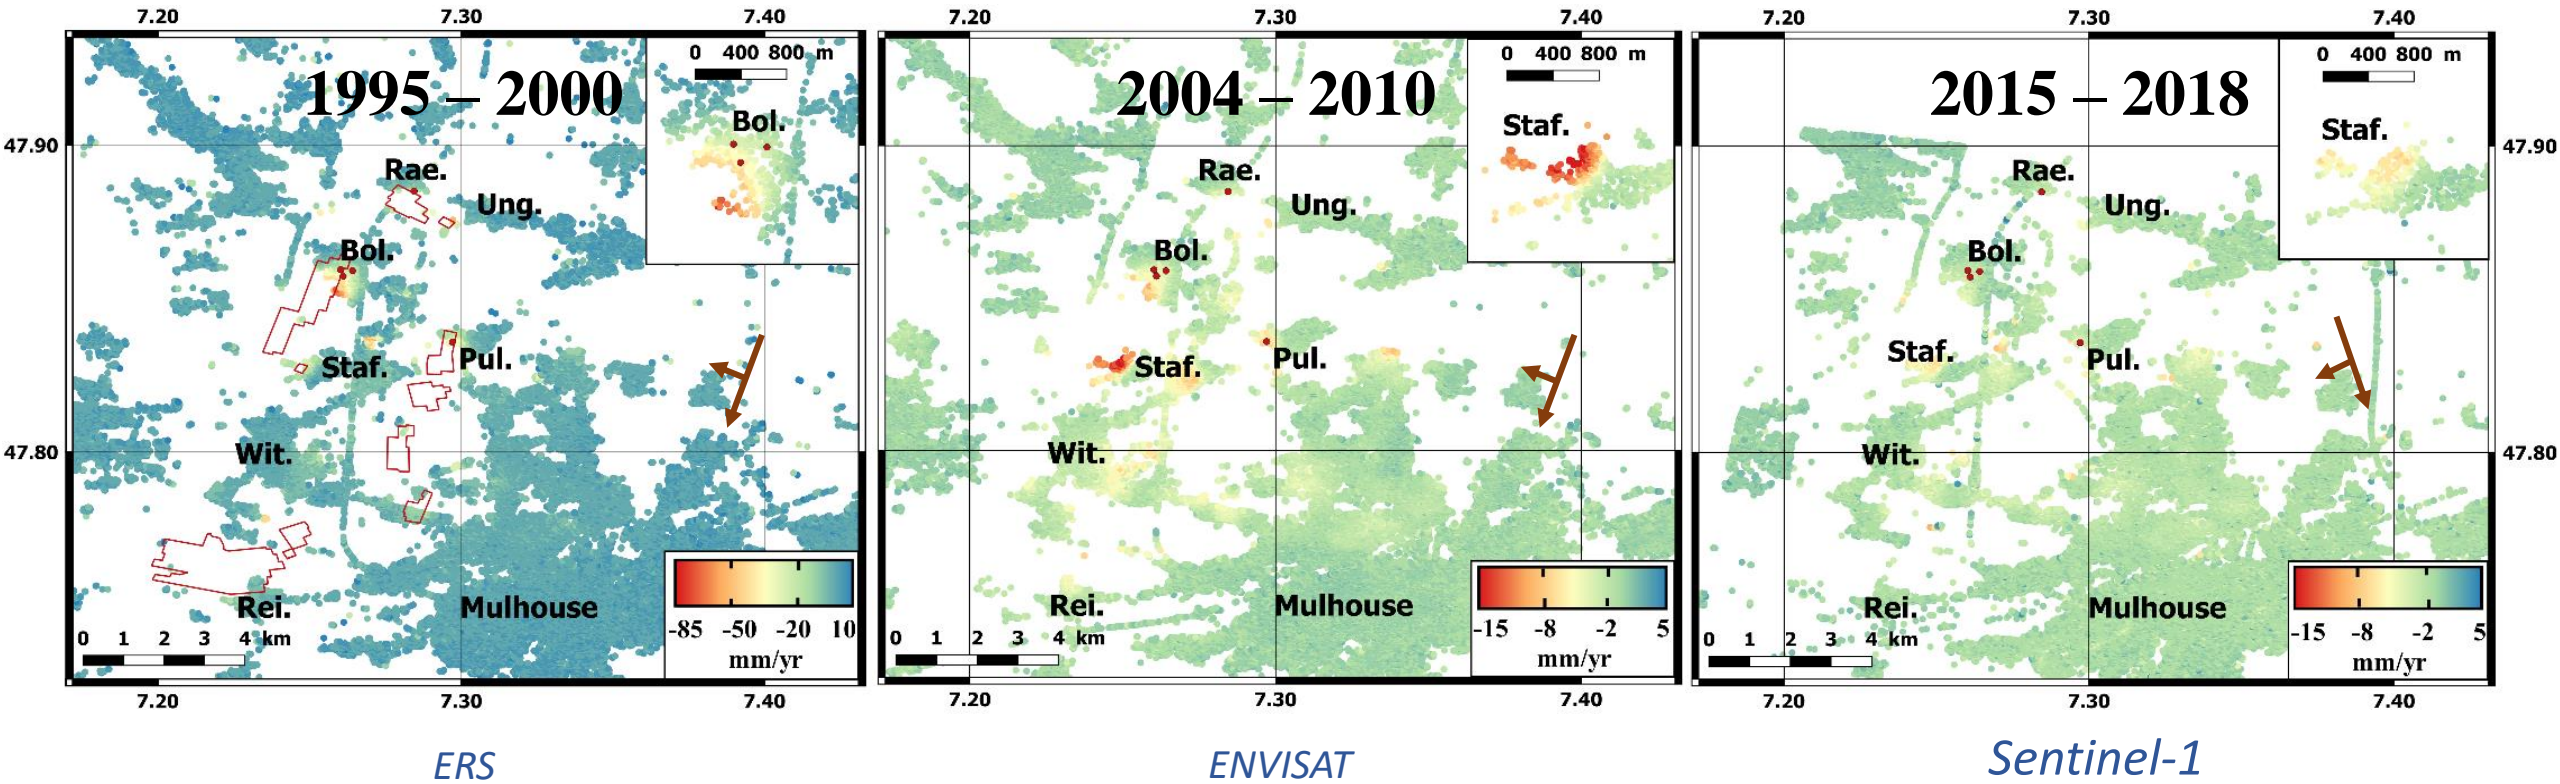 7.20 7.30 7.40
7.20 7.30 7.40
7.20 7.30 7.40
1995 – 2000
0 400 800 m
Bol.
47.90
Rae.
Ung.
Bol.
Staf.
Pul.
47.80
Wit.
Rei.
Mulhouse
0 1 2 3 4 km
-85 -50 -20 10
mm/yr
7.20 7.30 7.40
ERS
2004 – 2010
0 400 800 m
Staf.
Rae.
Ung.
Bol.
Staf.
Pul.
Wit.
Rei.
Mulhouse
0 1 2 3 4 km
-15 -8 -2 5
mm/yr
7.20 7.30 7.40
ENVISAT
2015 – 2018
0 400 800 m
Staf.
47.90
Rae.
Ung.
Bol.
Staf.
Pul.
47.80
Wit.
Rei.
Mulhouse
0 1 2 3 4 km
-15 -8 -2 5
mm/yr
7.20 7.30 7.40
Sentinel-1